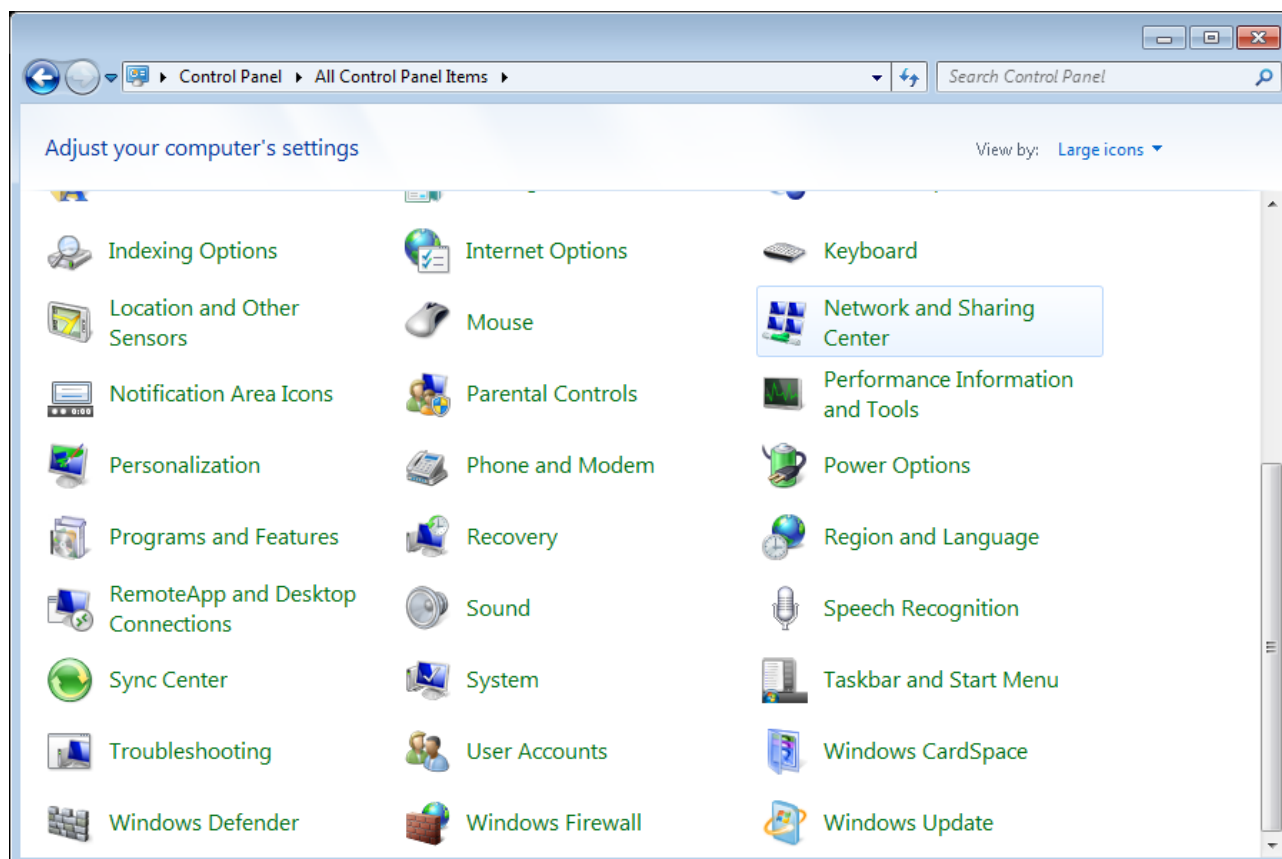 Control Panel All Control Panel Items
Search Control Panel
Adjust your computer's settings
View by: Large icons
Indexing Options
Internet Options
Keyboard
Location and Other
Sensors
Mouse
Network and Sharing
Center
Notification Area Icons
Parental Controls
Performance Information
and Tools
Personalization
Phone and Modem
Power Options
Programs and Features
Recovery
Region and Language
RemoteApp and Desktop
Connections
Sound
Speech Recognition
Sync Center
System
Taskbar and Start Menu
Troubleshooting
User Accounts
Windows CardSpace
Windows Defender
Windows Firewall
Windows Update